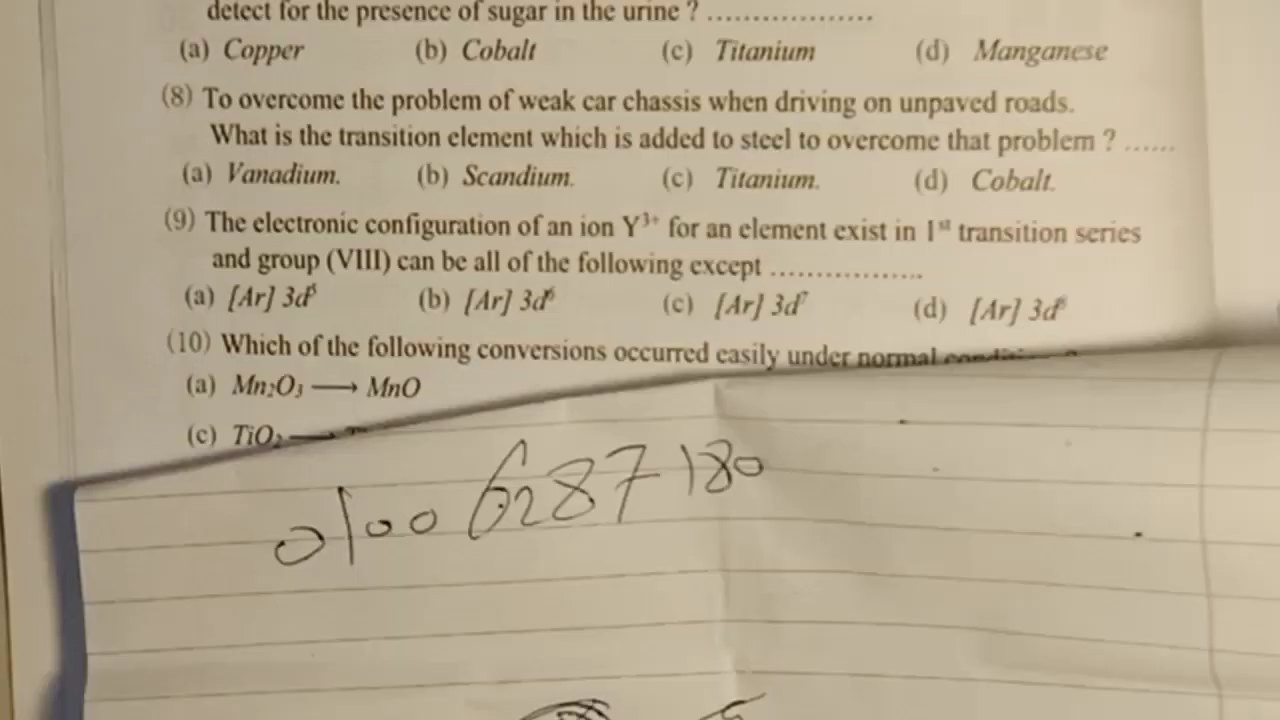 detect for the presence of sugar in the urine ? ..................
(a) Copper (b) Cobalt (c) Titanium (d) Manganese
(8) To overcome the problem of weak car chassis when driving on unpaved roads.
What is the transition element which is added to steel to overcome that problem ? ......
(a) Vanadium. (b) Scandium. (c) Titanium. (d) Cobalt.
(9) The electronic configuration of an ion Y³⁺ for an element exist in 1ˢᵗ transition series
and group (VIII) can be all of the following except .................
(a) [Ar] 3d⁵ (b) [Ar] 3d⁶ (c) [Ar] 3d⁷ (d) [Ar] 3d
(10) Which of the following conversions occurred easily under normal
(a) Mn₂O₃ ⟶ MnO
(c) TiO₂ ⟶
01006287180